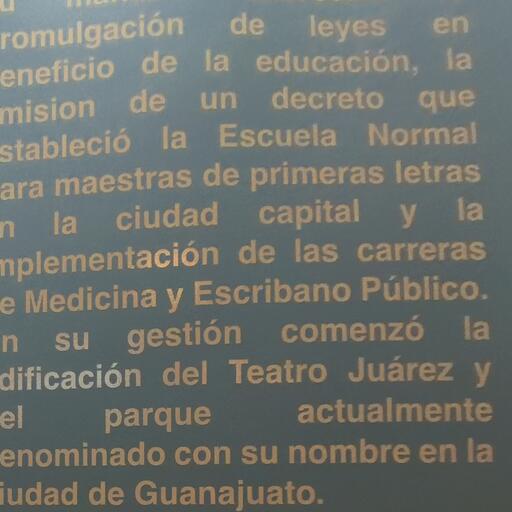 romulgación de leyes en
eneficio de la educación, la
mision de un decreto que
stableció la Escuela Normal
ara maestras de primeras letras
n la ciudad capital y la
nplementación de las carreras
e Medicina y Escribano Público.
n su gestión comenzó la
dificación del Teatro Juárez y
el parque actualmente
enominado con su nombre en la
iudad de Guanajuato.